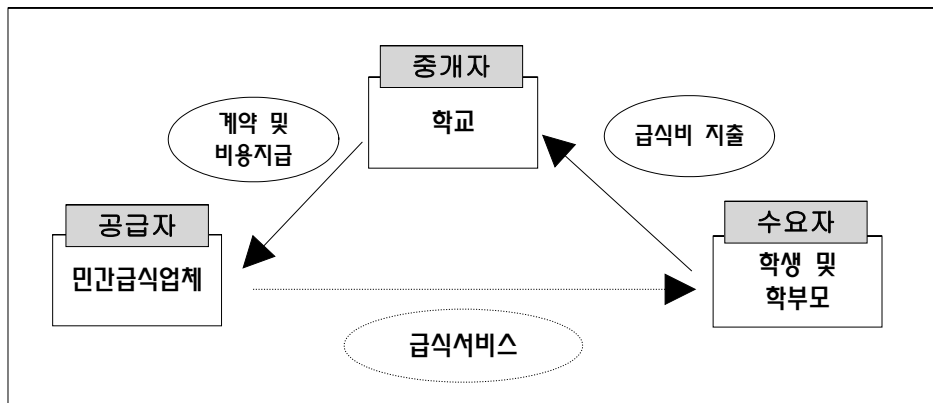 중개자
학교
계약 및
비용지급
급식비 지출
공급자
민간급식업체
수요자
학생 및
학부모
급식서비스